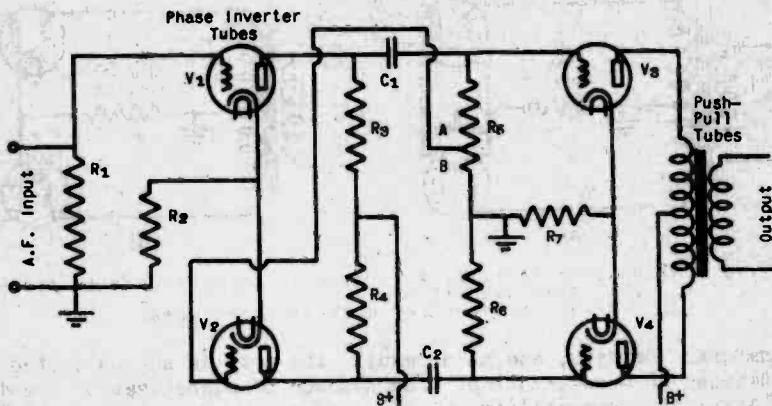 Phase Inverter
Tubes
V1
C1
V3
Push-
Pull
Tubes
R1
R2
R3
A
R5
B
R7
A.F. Input
Output
V2
R4
R6
V4
C2
B+
B+